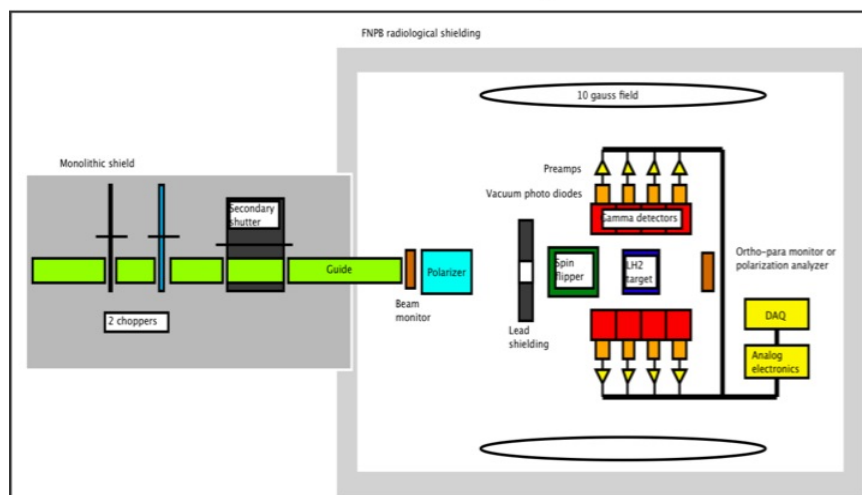 FNPB radiological shielding
10 gauss field
Monolithic shield
Preamps
Vacuum photo diodes
Secondary
shutter
Gamma detectors
Ortho-para monitor or
polarization analyzer
Guide
Polarizer
Spin
flipper
LH2
target
Beam
monitor
2 choppers
Lead
shielding
DAQ
Analog
electronics